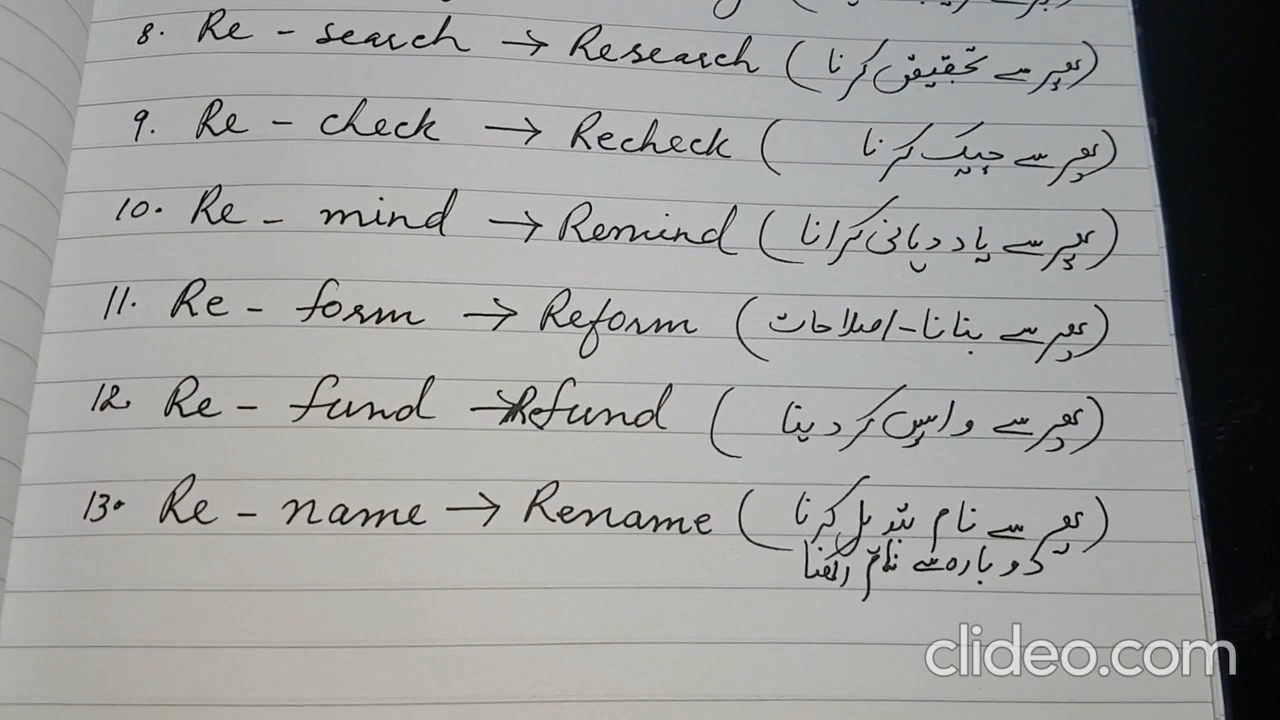 8. Re - search → Research (پھر سے تحقیق کرنا)
9. Re - check → Recheck (پھر سے چیک کرنا)
10. Re - mind → Remind (پھر سے یاد دہانی کرانا)
11. Re - form → Reform (پھر سے بنانا - اصلاحات)
12. Re - fund → Refund (پھر سے واپس کر دینا)
13. Re - name → Rename (پھر سے نام تبدیل کرنا)
دوبارہ سے نام رکھنا
clideo.com